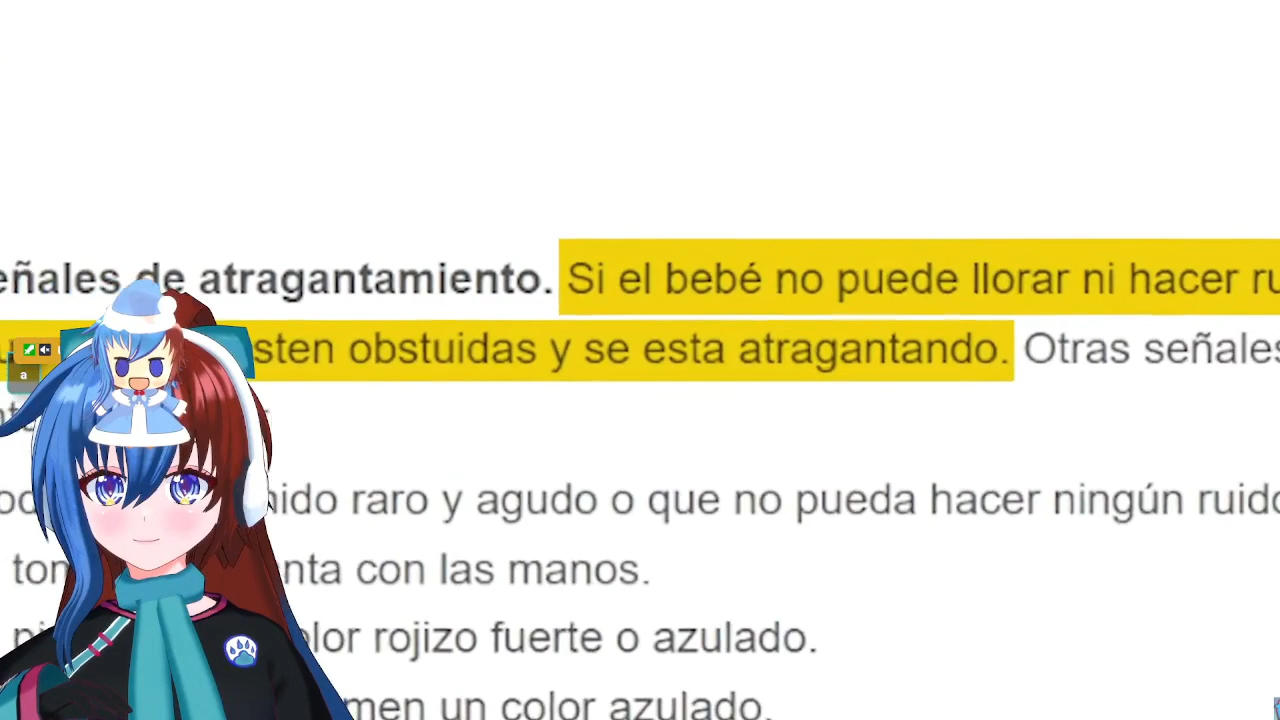 eñales de atragantamiento. Si el bebé no puede llorar ni hacer ru
sten obstuidas y se esta atragantando. Otras señales
a
nido raro y agudo o que no pueda hacer ningún ruido
nta con las manos.
olor rojizo fuerte o azulado.
men un color azulado.